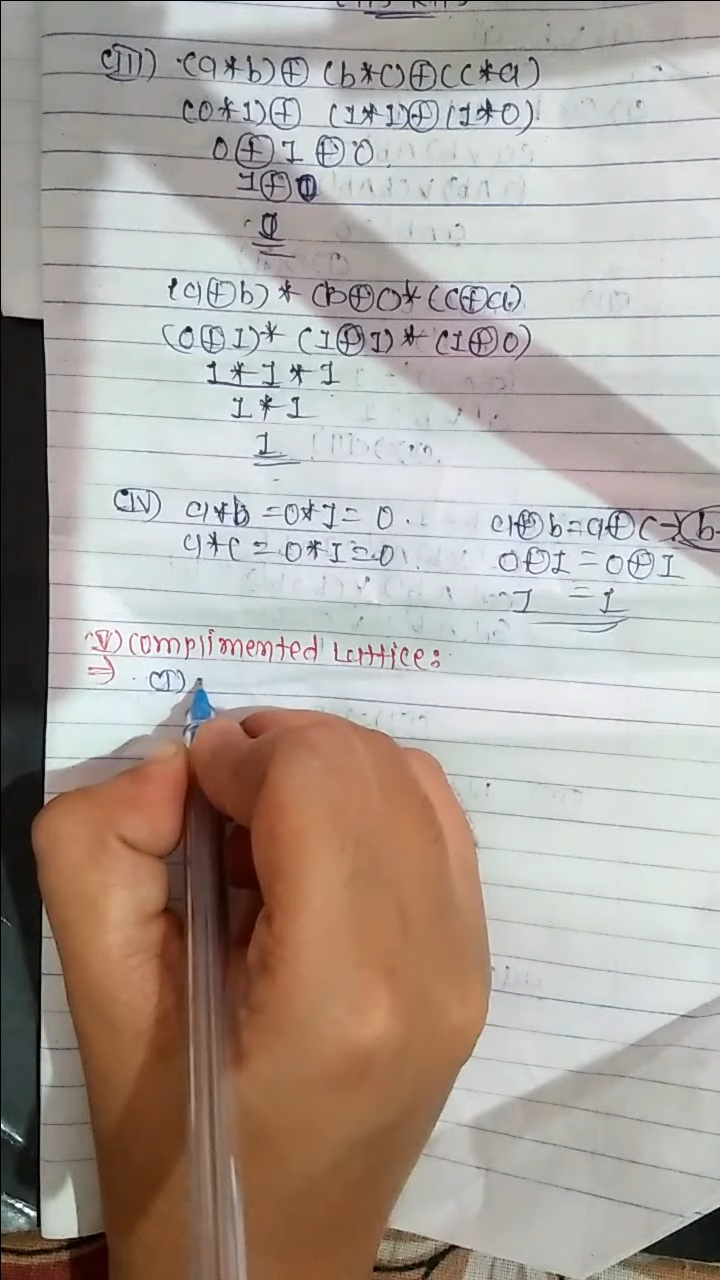 (III) (a*b)⊕ (b*c)⊕(c*a)
(0*1)⊕ (1*1)⊕(1*0)
0⊕1⊕0
1⊕0
(a⊕b)* (b⊕c)*(c⊕a)
(0⊕1)* (1⊕1)*(1⊕0)
1*1*1
1*1
1
(IV) a*b=0*1=0. a⊕b=a⊕c→b
a*c=0*1=0. 0⊕1=0⊕1
1 =1
(V) Complimented Lattice:
⇒ (I)